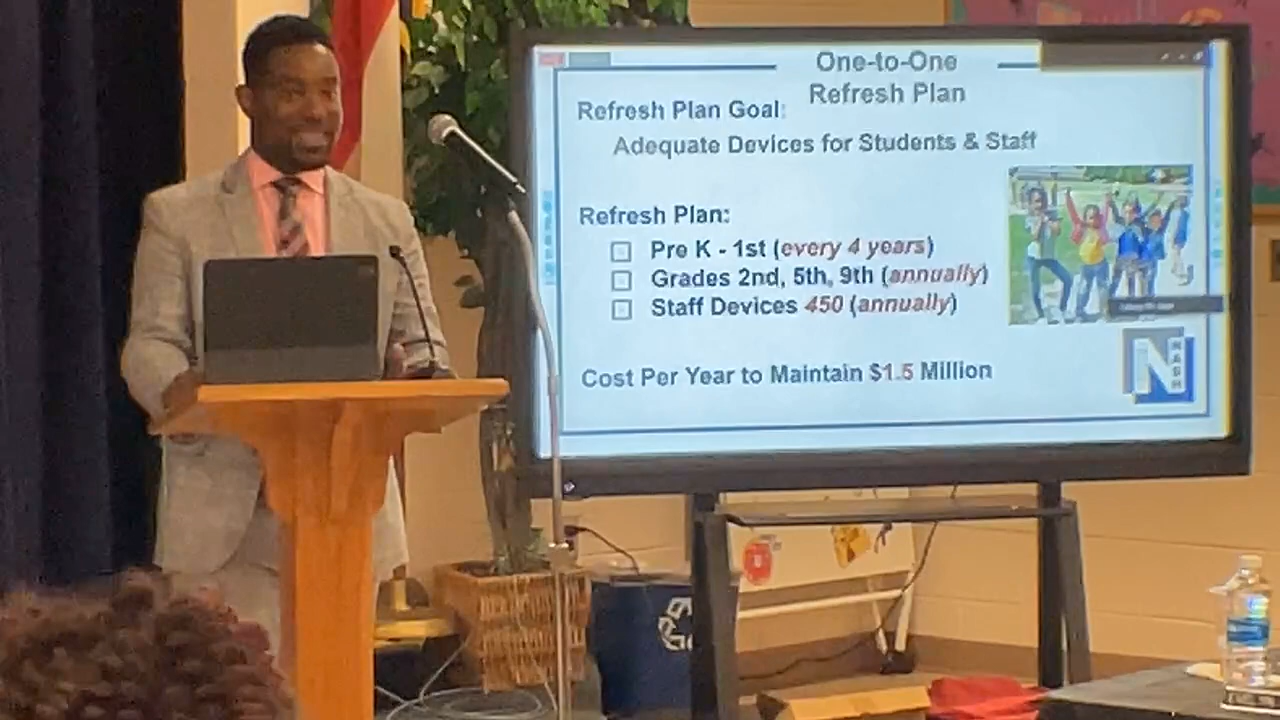 One-to-One
Refresh Plan
Refresh Plan Goal:
Adequate Devices for Students & Staff
Refresh Plan:
Pre K - 1st (every 4 years)
Grades 2nd, 5th, 9th (annually)
Staff Devices 450 (annually)
Cost Per Year to Maintain $1.5 Million
N
NASH